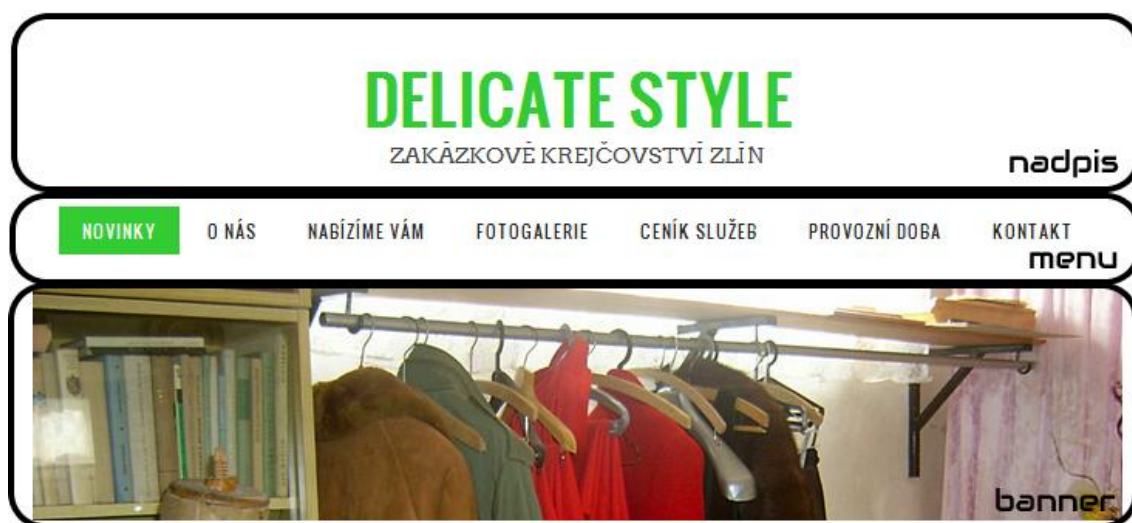 DELICATE STYLE
ZAKÁZKOVÉ KREJČOVSTVÍ ZLÍN
nadpis
NOVINKY O NÁS NABÍZÍME VÁM FOTOGALERIE CENÍK SLUŽEB PROVOZNÍ DOBA KONTAKT
menu
banner